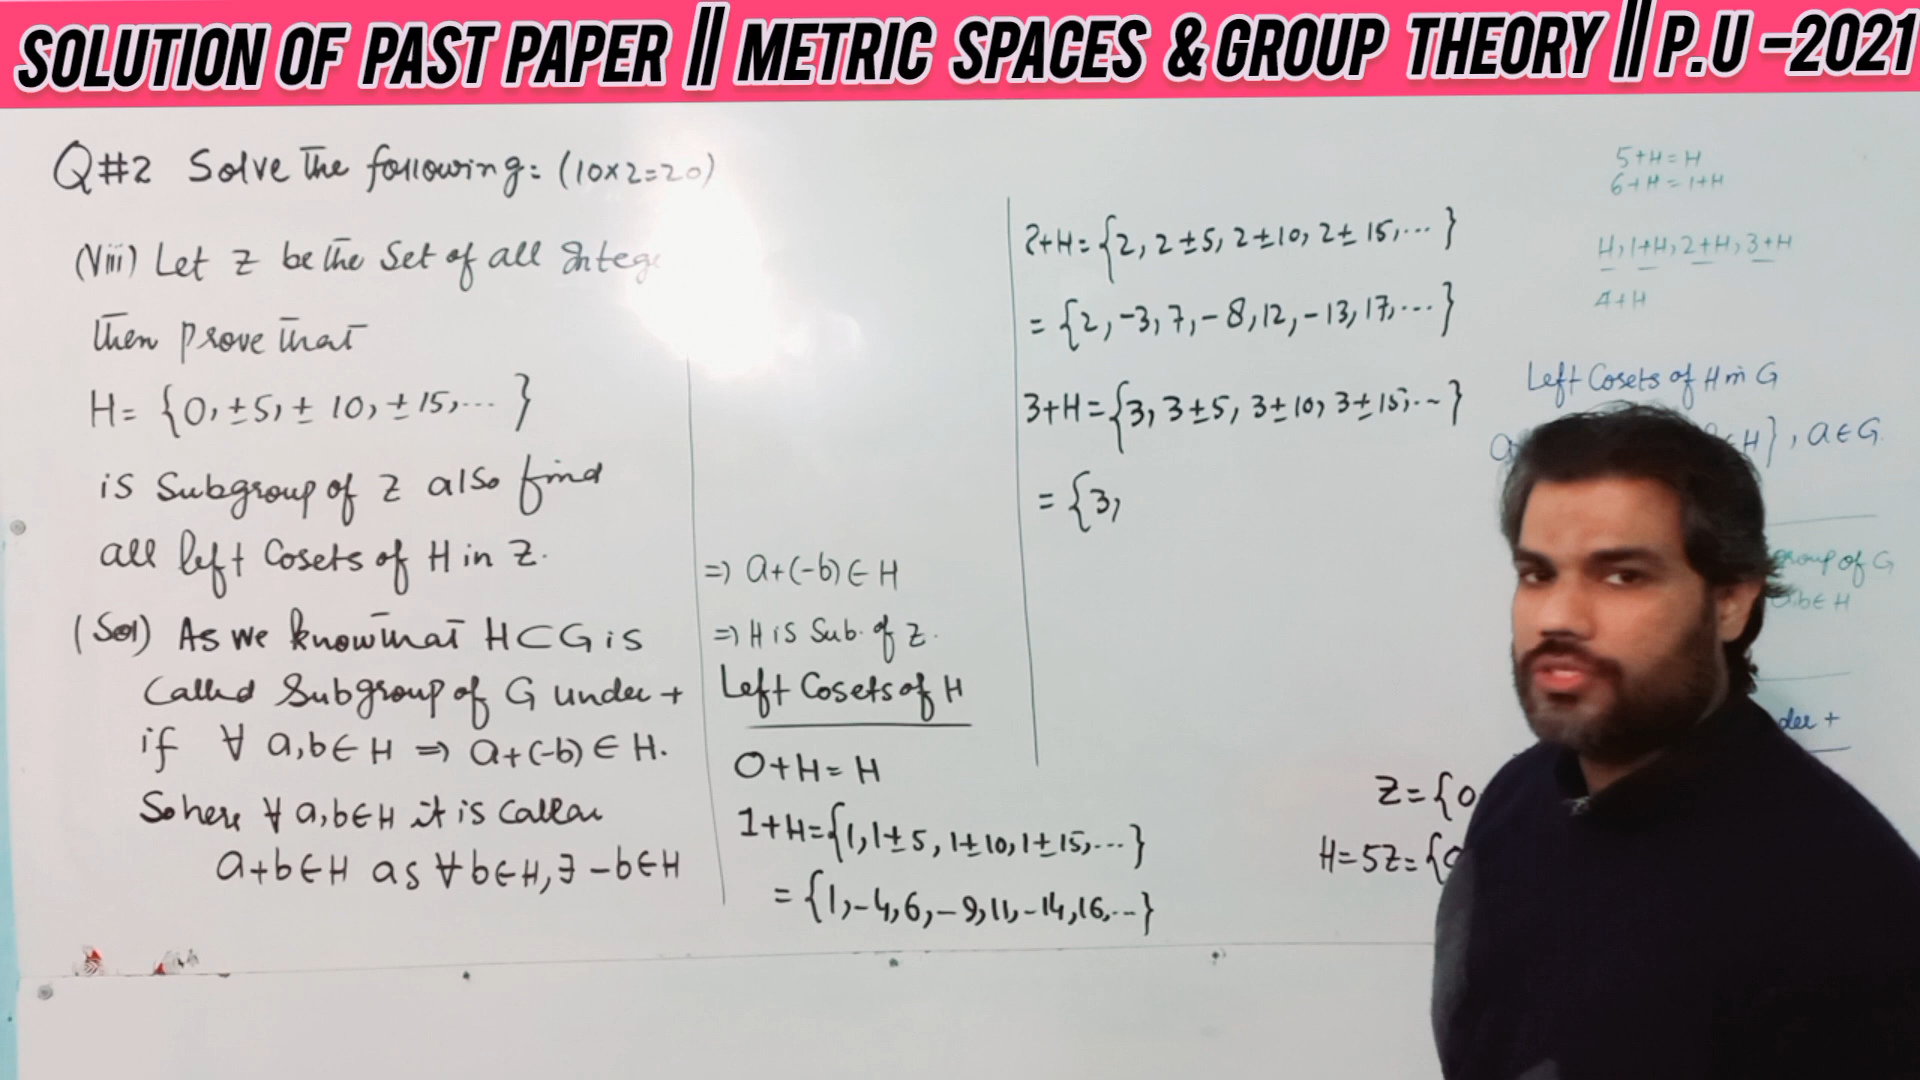 SOLUTION OF PAST PAPER || METRIC SPACES & GROUP THEORY || P.U -2021
Q#2 Solve the following: (10×2=20)
(Viii) Let Z be the Set of all Intege
then prove that
H= {0, ±5, ± 10, ±15, ... }
is Subgroup of Z also find
all left Cosets of H in Z.
(Sol) As we know that H⊂G is
Called Subgroup of G under +
if ∀ a,b∈H ⇒ a+(-b) ∈ H.
So here ∀ a,b∈H it is
a+b∈H as ∀ b∈H, ∃ -b∈H
⇒ a+(-b)∈ H
⇒ H is Sub. of Z.
Left Cosets of H
0+H= H
1+H={1, 1±5, 1±10, 1±15, ... }
= {1, -4, 6, -9, 11, -14, 16, ... }
2+H= {2, 2±5, 2±10, 2± 15, ... }
= {2, -3, 7, -8, 12, -13, 17, ... }
3+H = {3, 3±5, 3±10, 3±15, ... }
= {3,
5+H=H
6+H=1+H
H, 1+H, 2+H, 3+H
4+H
Left Cosets of H in G
∈H}, a∈G
group of G
a,b∈ H
der +
Z={0
H=5Z={0